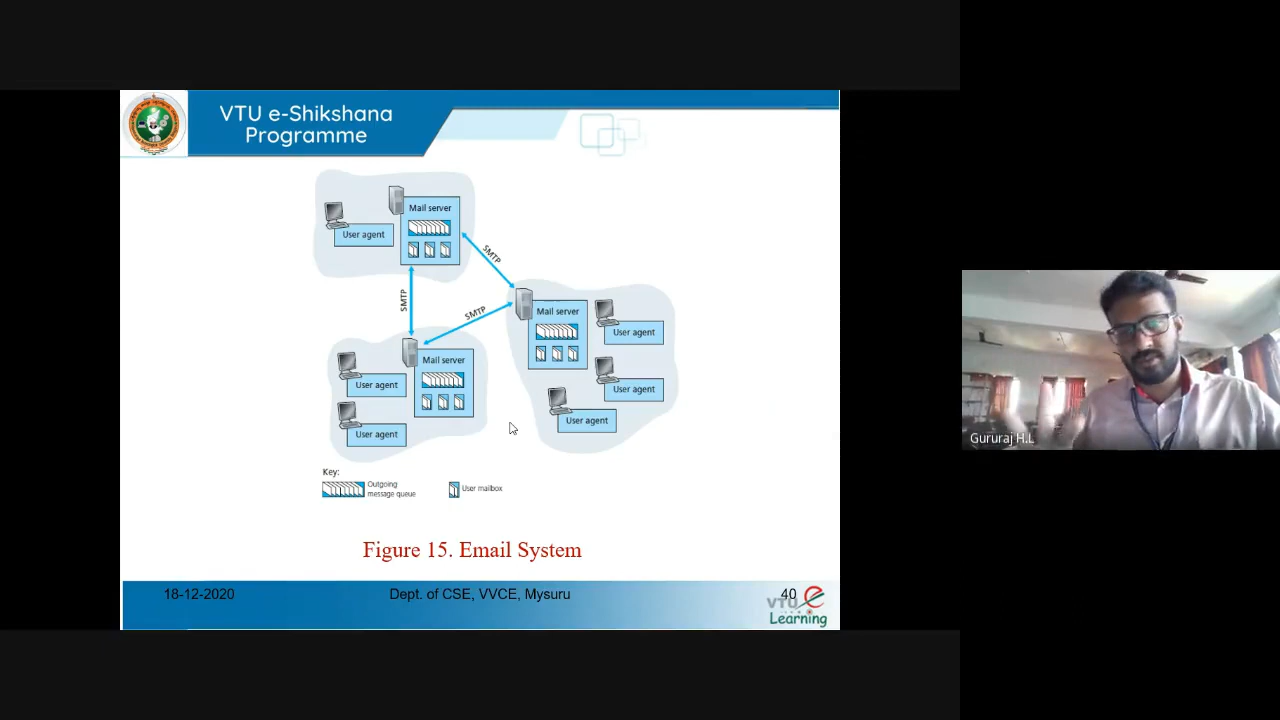 VTU e-Shikshana
Programme
Mail server
User agent
SMTP
SMTP
SMTP
Mail server
User agent
User agent
User agent
Mail server
User agent
User agent
Key:
Outgoing
message queue
User mailbox
Figure 15. Email System
18-12-2020
Dept. of CSE, VVCE, Mysuru
40
VTU e
Learning
Gururaj H.L